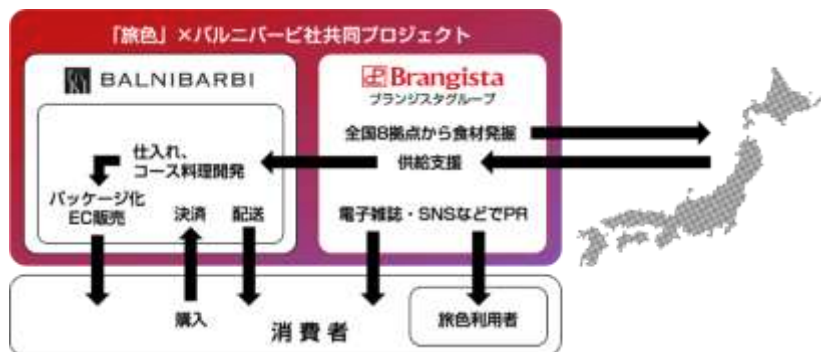 「旅色」×バルニバービ社共同プロジェクト
BALNIBARBI
仕入れ、
コース料理開発
パッケージ化
EC販売
決済
配送
Brangista
ブランジスタグループ
全国8拠点から食材発掘
供給支援
電子雑誌・SNSなどでPR
購入
消費者
旅色利用者